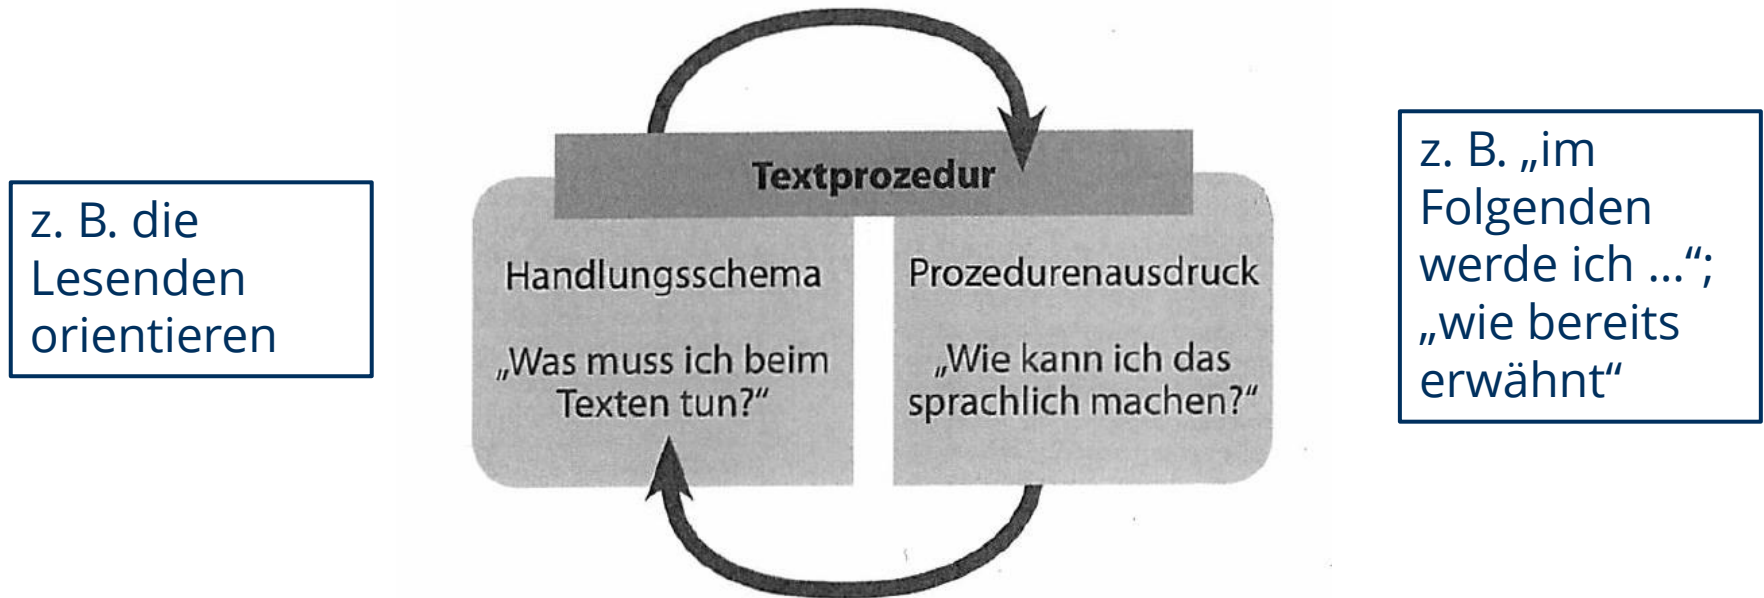 z. B. die
Lesenden
orientieren
Textprozedur
Handlungsschema
„Was muss ich beim
Texten tun?“
Prozedurenausdruck
„Wie kann ich das
sprachlich machen?“
z. B. „im
Folgenden
werde ich …“;
„wie bereits
erwähnt“